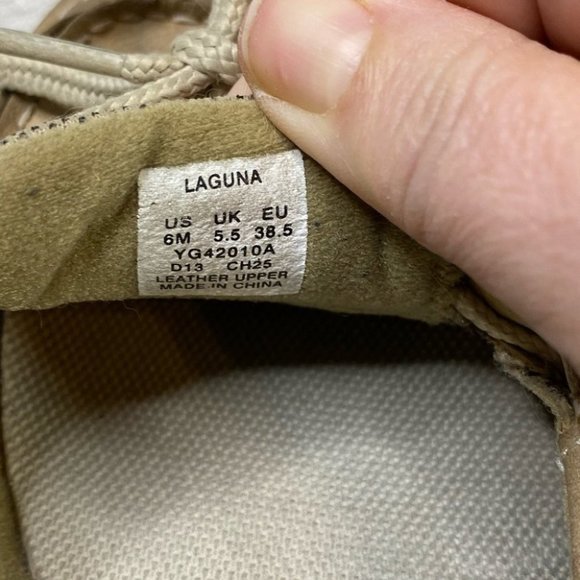 LAGUNA
US UK EU
6M 5.5 38.5
YG42010A
D13 CH25
LEATHER UPPER
MADE IN CHINA